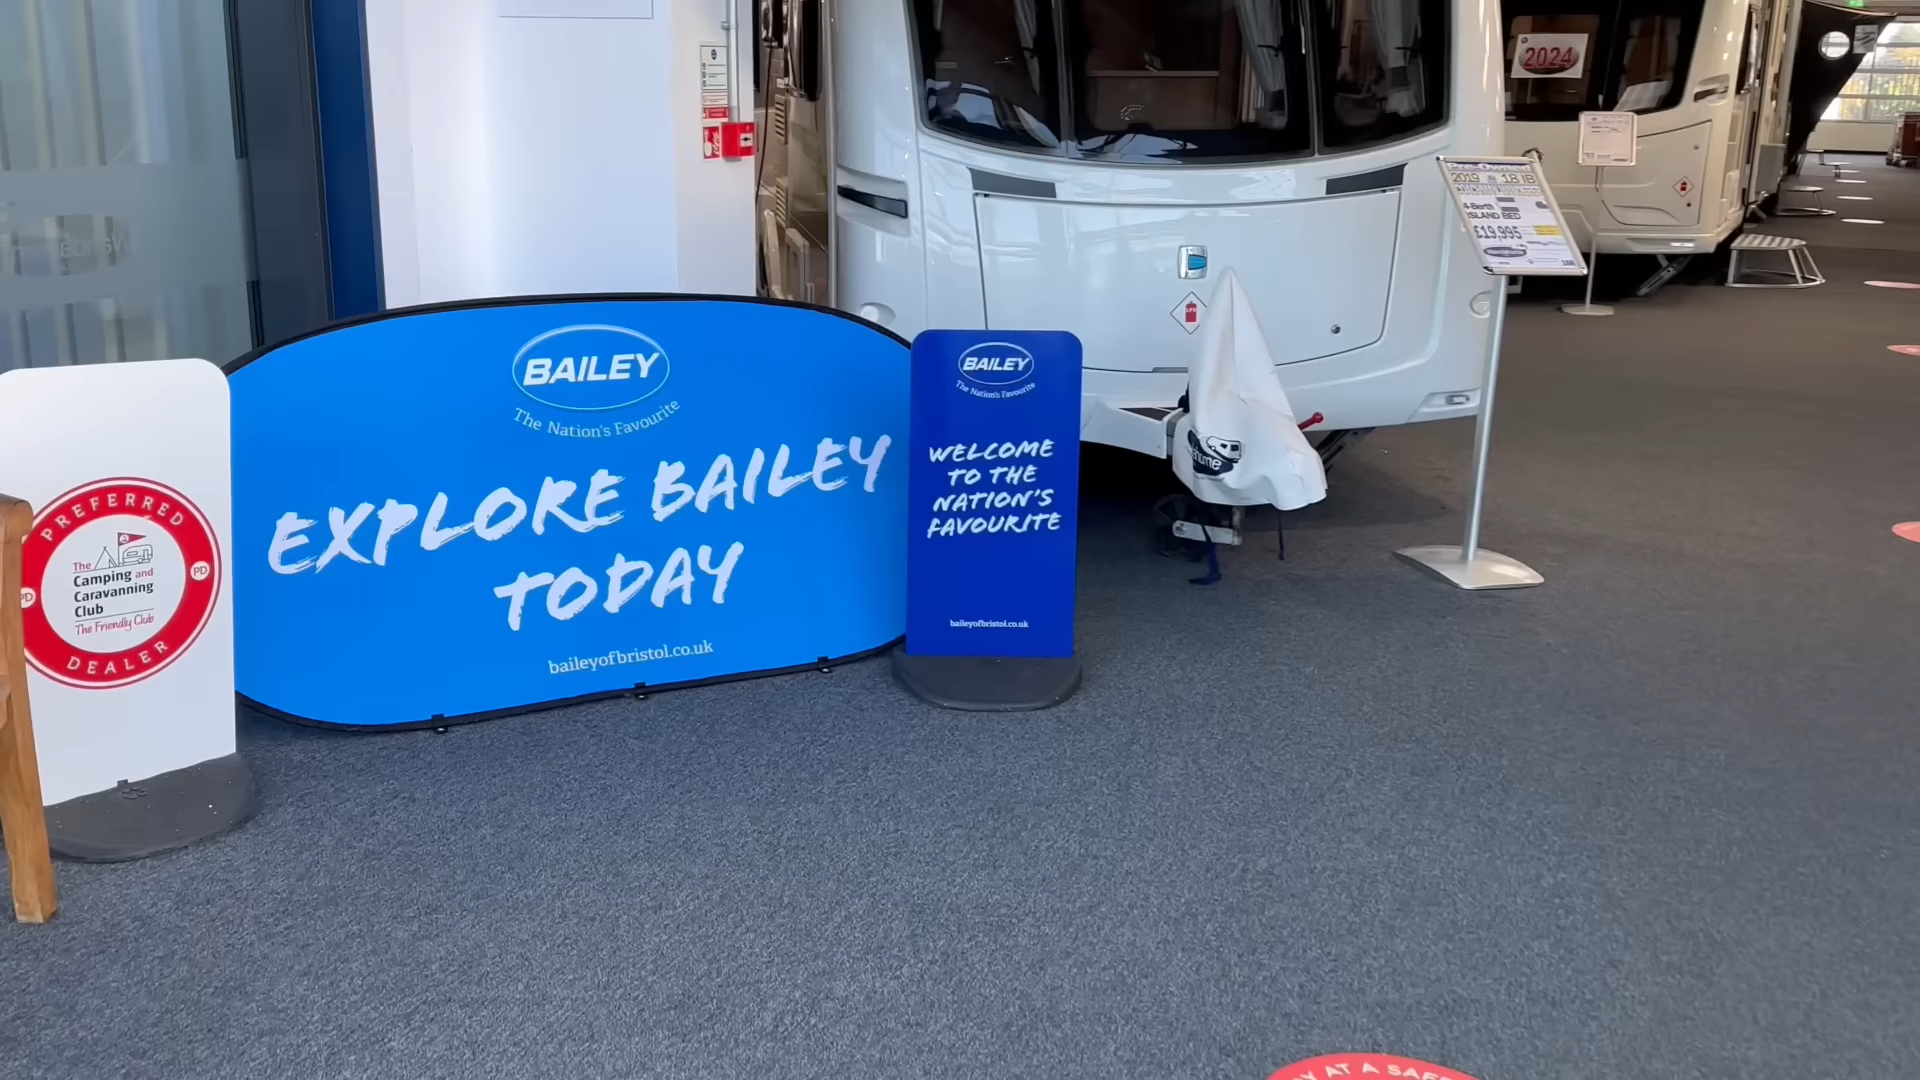 PREFERRED
The
Camping and
Caravanning
Club
The Friendly Club
PD
PD
DEALER
BAILEY
The Nation's Favourite
EXPLORE BAILEY
TODAY
baileyofbristol.co.uk
BAILEY
The Nation's Favourite
WELCOME
TO THE
NATION'S
FAVOURITE
baileyofbristol.co.uk
2019
4-Berth
ISLAND BED
£19,995
2024
LPG
AT A SAFE